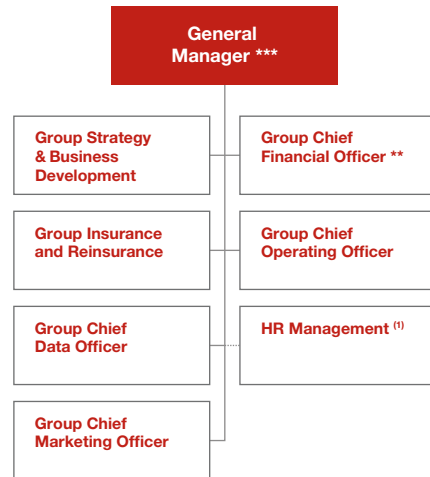 General
Manager ***
Group Strategy
& Business
Development
Group Chief
Financial Officer **
Group Insurance
and Reinsurance
Group Chief
Operating Officer
Group Chief
Data Officer
HR Management (1)
Group Chief
Marketing Officer